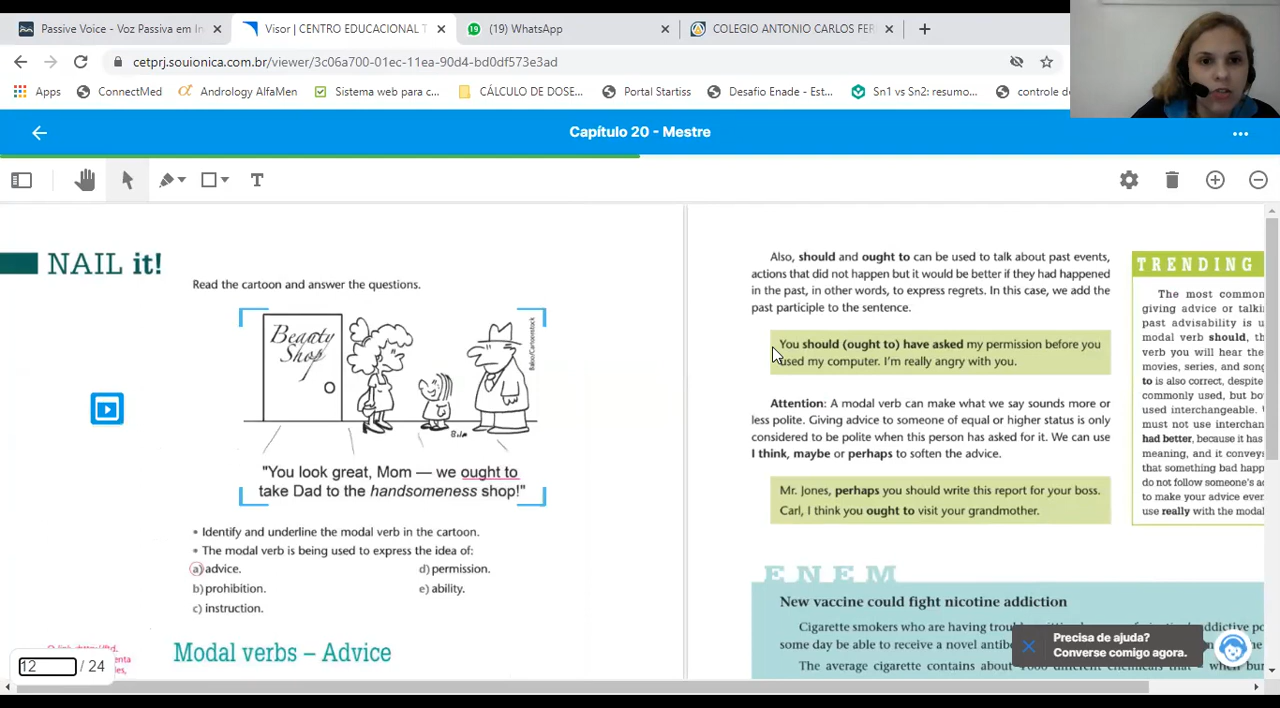 Passive Voice - Voz Passiva em In
Visor | CENTRO EDUCACIONAL T
(19) WhatsApp
COLEGIO ANTONIO CARLOS FER
cetprj.souionica.com.br/viewer/3c06a700-01ec-11ea-90d4-bd0df573e3ad
Apps
ConnectMed
Andrology AlfaMen
Sistema web para c...
CÁLCULO DE DOSE...
Portal Startiss
Desafio Enade - Est...
Sn1 vs Sn2: resumo...
controle de
Capítulo 20 - Mestre
NAIL it!
Read the cartoon and answer the questions.
Beauty
Shop
Balo/Cartoonstock
"You look great, Mom — we ought to
take Dad to the handsomeness shop!"
• Identify and underline the modal verb in the cartoon.
• The modal verb is being used to express the idea of:
a) advice.
b) prohibition.
c) instruction.
d) permission.
e) ability.
Modal verbs – Advice
12 / 24
Also, should and ought to can be used to talk about past events,
actions that did not happen but it would be better if they had happened
in the past, in other words, to express regrets. In this case, we add the
past participle to the sentence.
You should (ought to) have asked my permission before you
used my computer. I'm really angry with you.
Attention: A modal verb can make what we say sounds more or
less polite. Giving advice to someone of equal or higher status is only
considered to be polite when this person has asked for it. We can use
I think, maybe or perhaps to soften the advice.
Mr. Jones, perhaps you should write this report for your boss.
Carl, I think you ought to visit your grandmother.
TRENDING
The most common
giving advice or talki
past advisability is u
modal verb should, th
verb you will hear the
movies, series, and song
to is also correct, despite
commonly used, but bo
used interchangeable.
must not use interchan
had better, because it has
meaning, and it convey
that something bad happ
do not follow someone's a
to make your advice even
use really with the modal
ENEM
New vaccine could fight nicotine addiction
Cigarette smokers who are having
some day be able to receive a novel
The average cigarette contains about
addictive po
Precisa de ajuda?
Converse comigo agora.